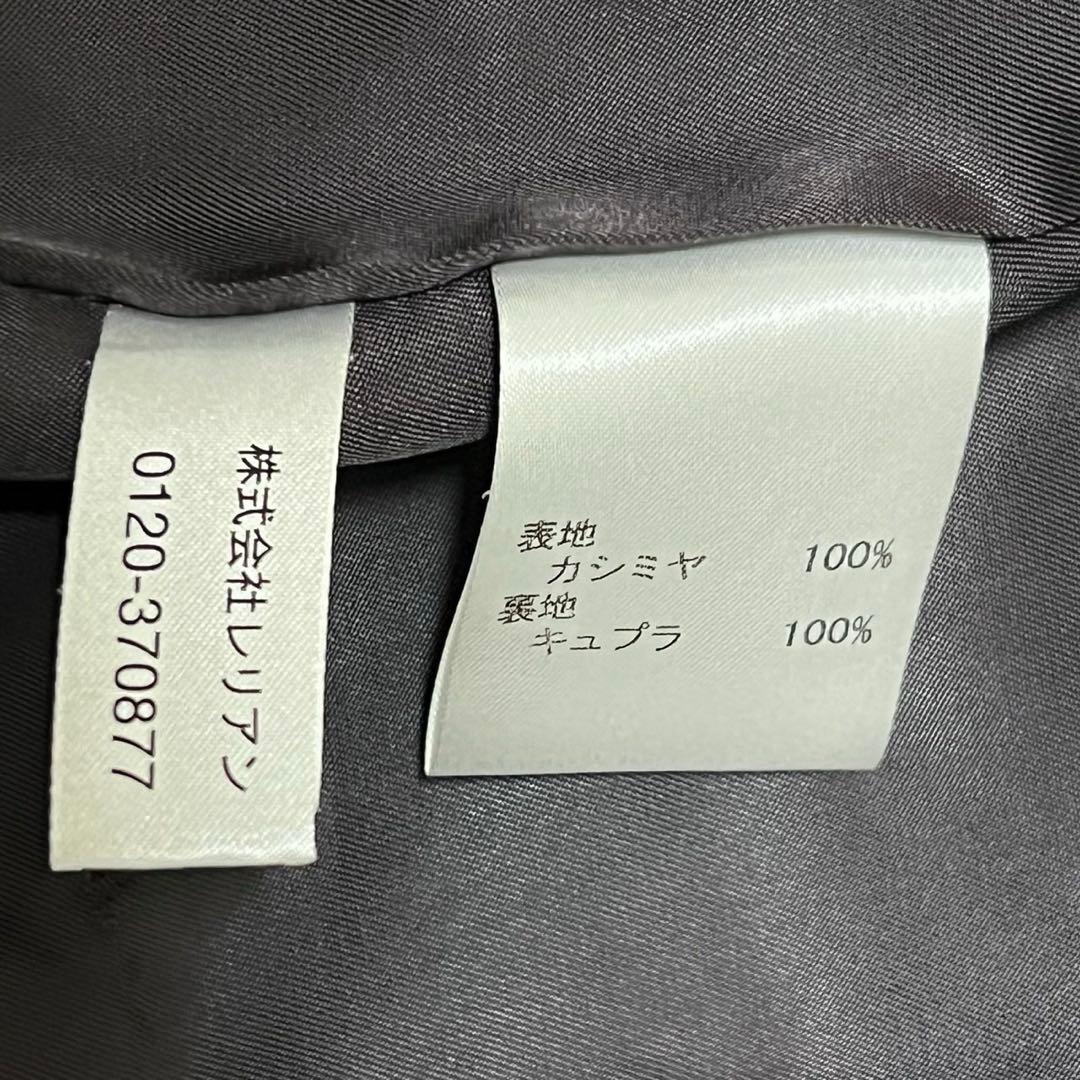 株式会社レリアン
0120-370877
表地
カシミヤ 100%
裏地
キュプラ 100%